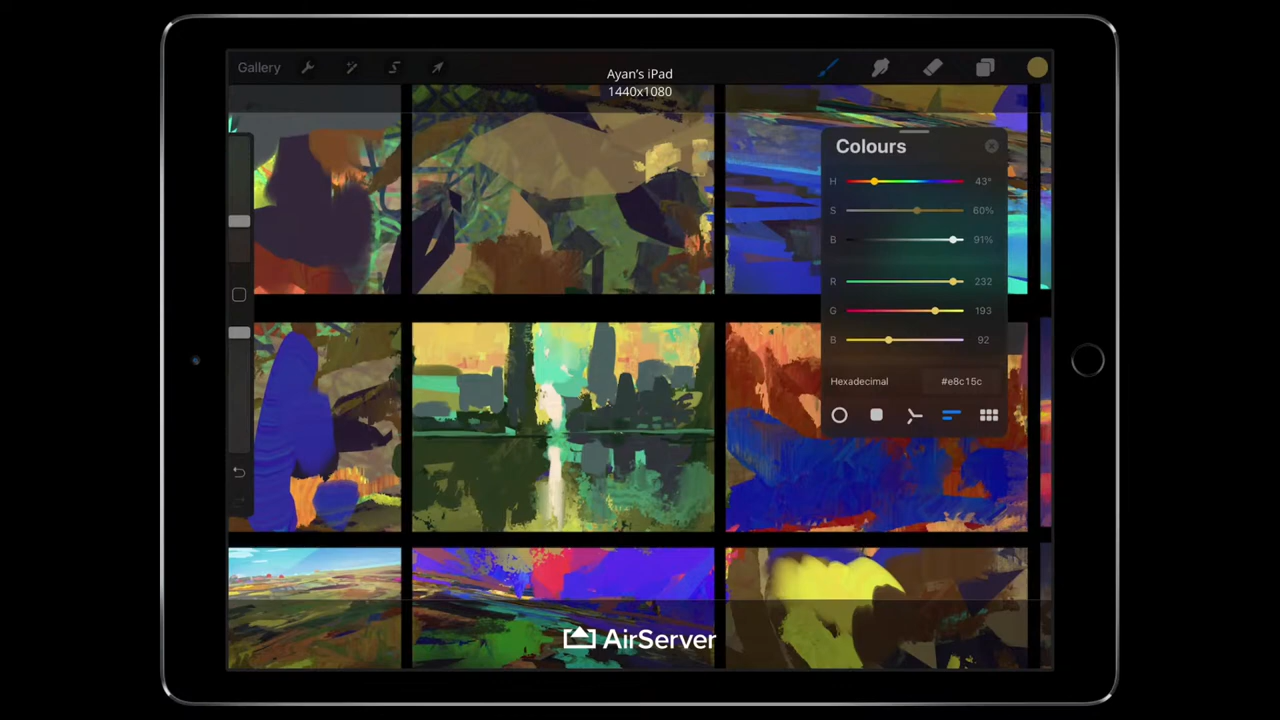 Gallery
Ayan's iPad
1440x1080
Colours
H 43°
S 60%
B 91%
R 232
G 193
B 92
Hexadecimal #e8c15c
AirServer